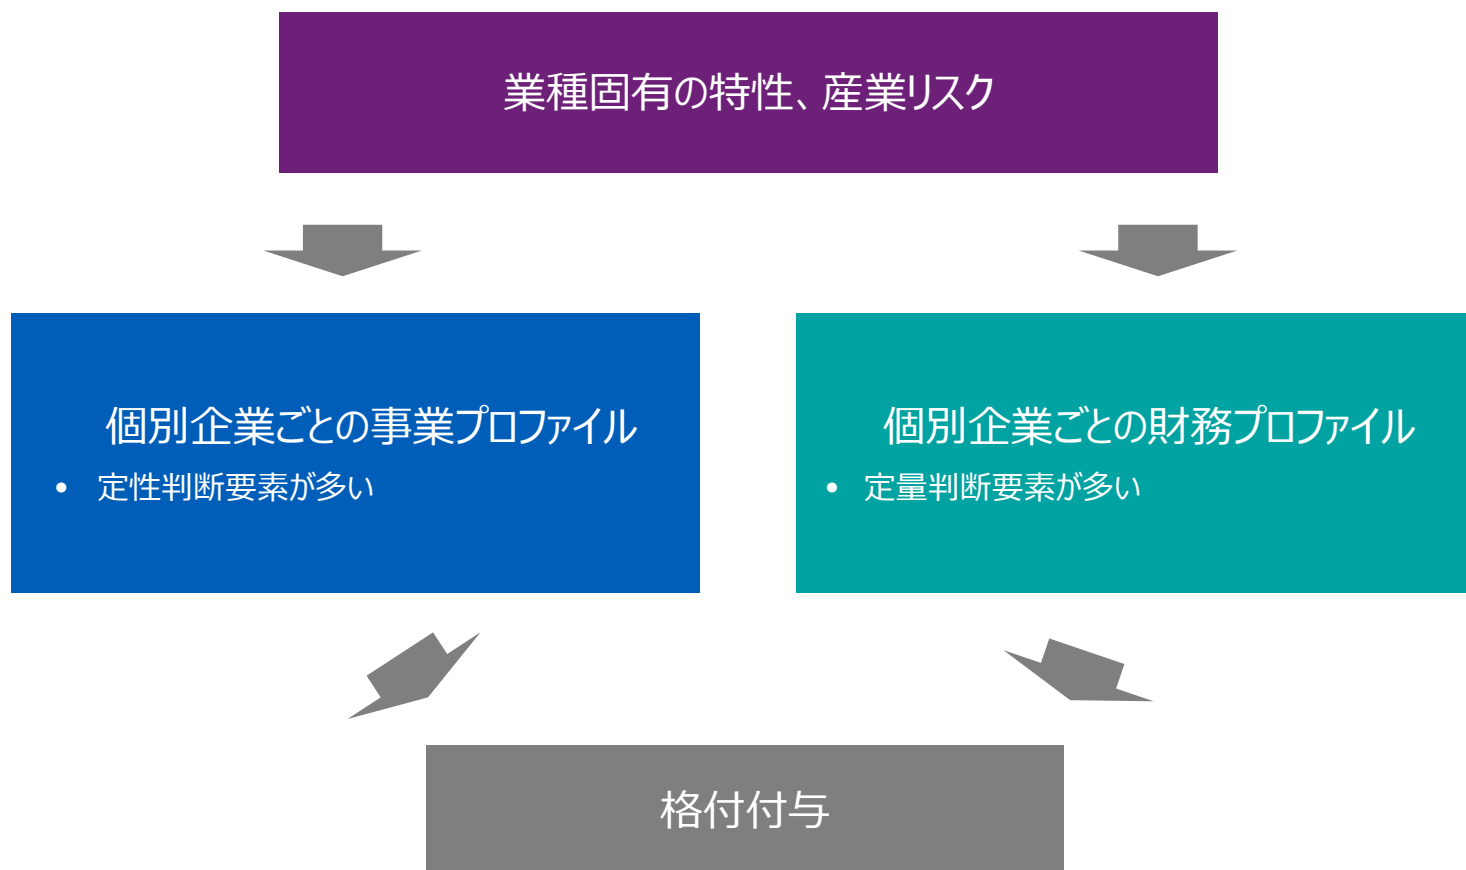 業種固有の特性、産業リスク
個別企業ごとの事業プロファイル
• 定性判断要素が多い
個別企業ごとの財務プロファイル
• 定量判断要素が多い
格付付与